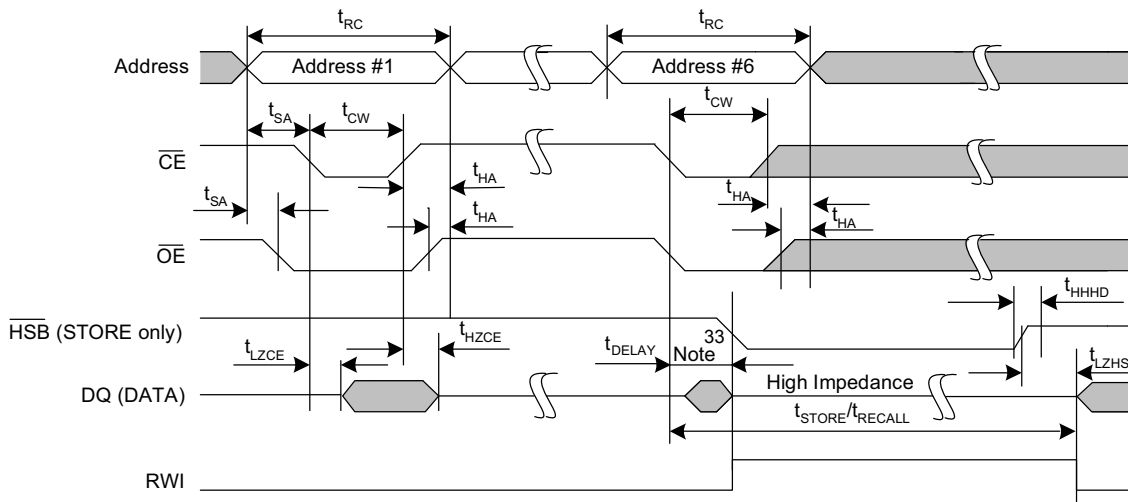 tRC
tRC
Address
Address #1
Address #6
tSA
tCW
tCW
CE
tHA
tHA
tSA
tHA
tHA
OE
tHHHD
HSB (STORE only)
tLZCE
tHZCE
tDELAY
33
Note
tLZHS
High Impedance
DQ (DATA)
tSTORE/tRECALL
RWI